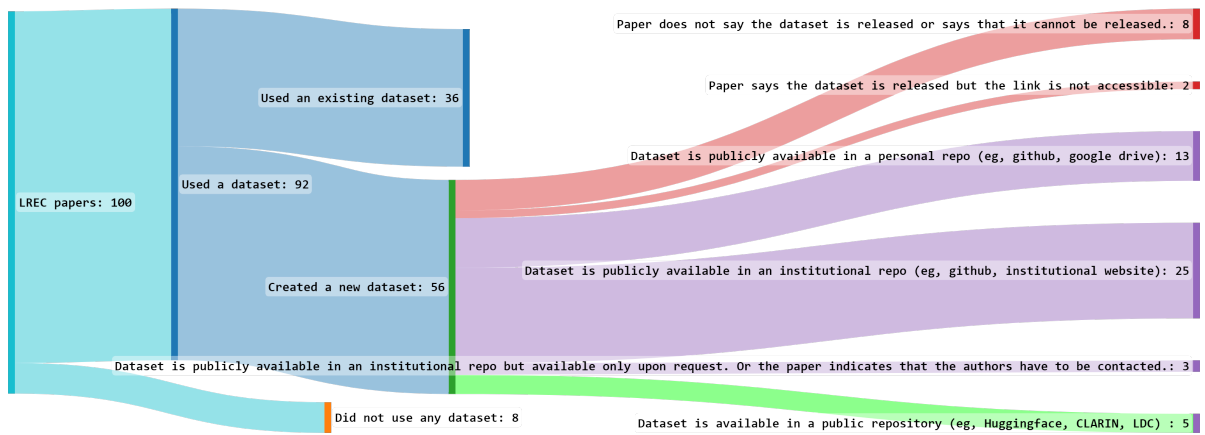 Paper does not say the dataset is released or says that it cannot be released.: 8
Paper says the dataset is released but the link is not accessible: 2
Used an existing dataset: 36
Dataset is publicly available in a personal repo (eg, github, google drive): 13
Used a dataset: 92
LREC papers: 100
Dataset is publicly available in an institutional repo (eg, github, institutional website): 25
Created a new dataset: 56
Dataset is publicly available in an institutional repo but available only upon request. Or the paper indicates that the authors have to be contacted.: 3
Did not use any dataset: 8
Dataset is available in a public repository (eg, Huggingface, CLARIN, LDC) : 5